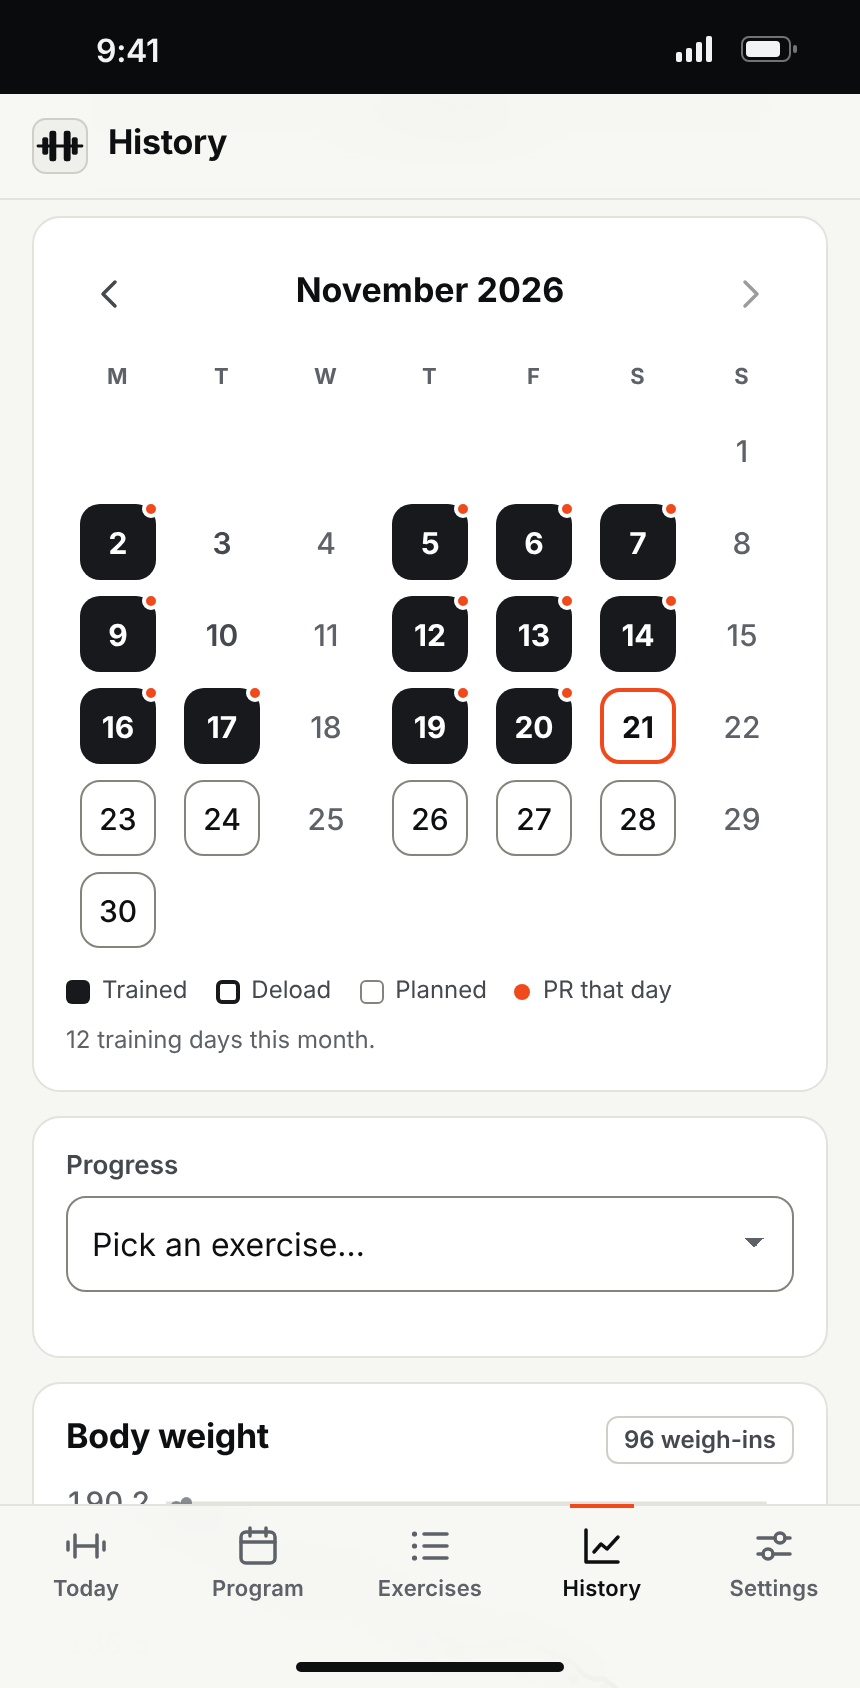 9:41
History
November 2026
M T W T F S S
1
2 3 4 5 6 7 8
9 10 11 12 13 14 15
16 17 18 19 20 21 22
23 24 25 26 27 28 29
30
Trained Deload Planned PR that day
12 training days this month.
Progress
Pick an exercise...
Body weight
96 weigh-ins
190.2
Today Program Exercises History Settings